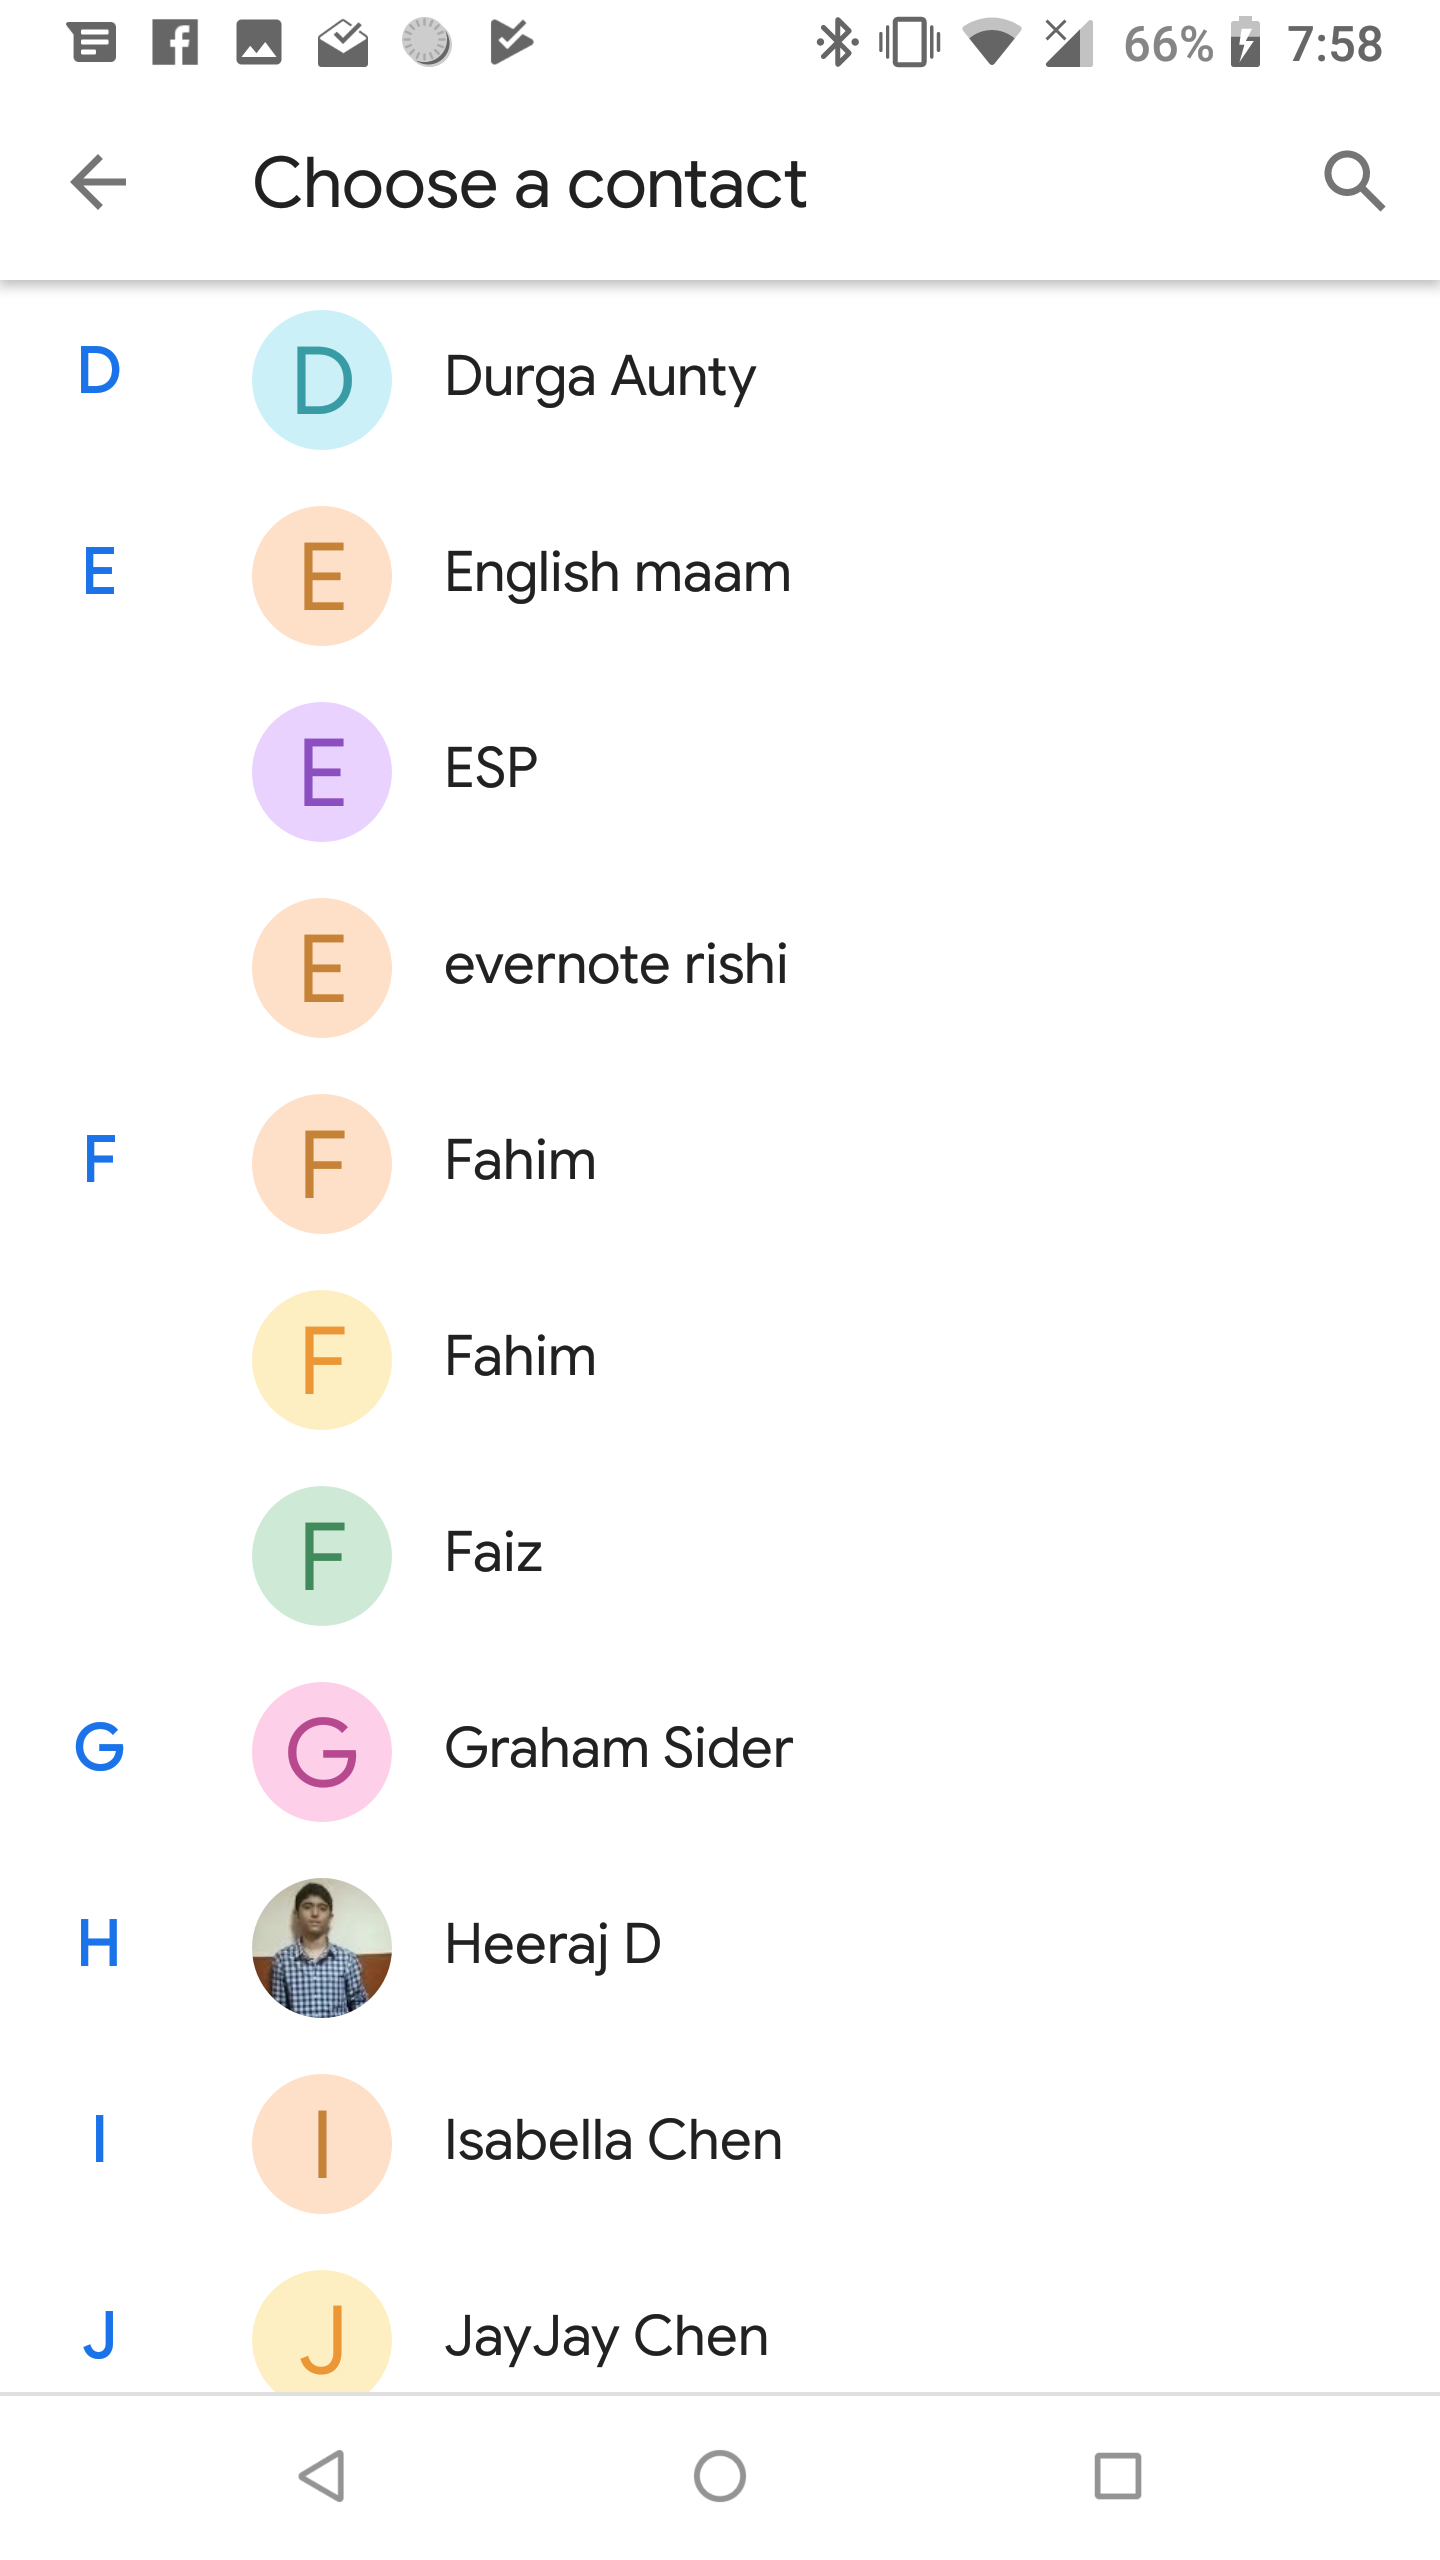 66% 7:58
Choose a contact
D D Durga Aunty
E E English maam
E ESP
E evernote rishi
F F Fahim
F Fahim
F Faiz
G G Graham Sider
H Heeraj D
I I Isabella Chen
J J JayJay Chen